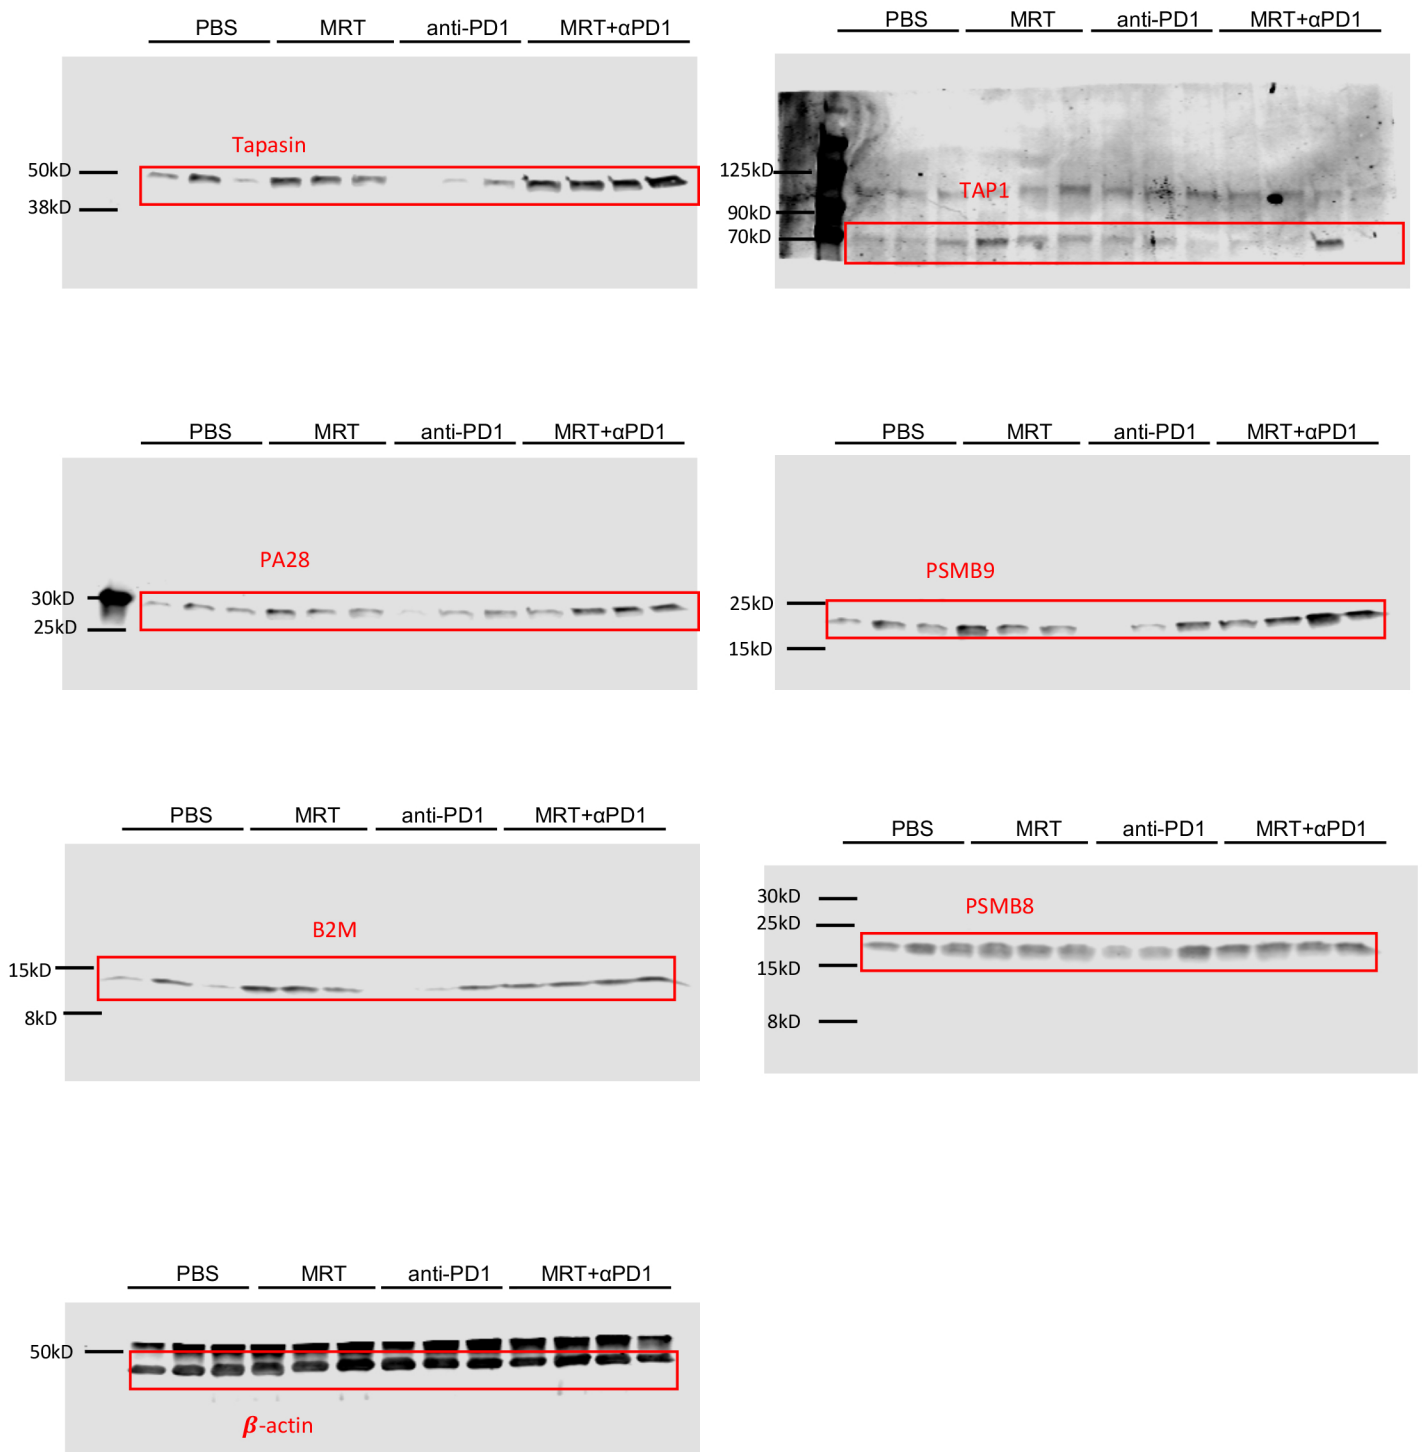 PBS MRT anti-PD1 MRT+αPD1
Tapasin
50kD
38kD
PBS MRT anti-PD1 MRT+αPD1
125kD
TAP1
90kD
70kD
PBS MRT anti-PD1 MRT+αPD1
PA28
30kD
25kD
PBS MRT anti-PD1 MRT+αPD1
PSMB9
25kD
15kD
PBS MRT anti-PD1 MRT+αPD1
B2M
15kD
8kD
PBS MRT anti-PD1 MRT+αPD1
30kD
PSMB8
25kD
15kD
8kD
PBS MRT anti-PD1 MRT+αPD1
50kD
β-actin